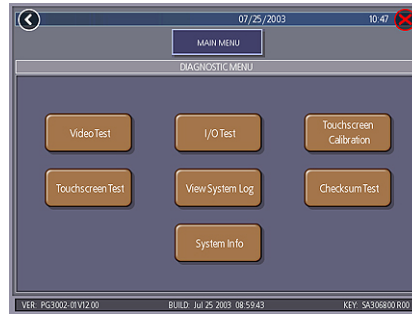 07/25/2003 10:47
MAIN MENU
DIAGNOSTIC MENU
Video Test I/O Test Touchscreen Calibration
Touchscreen Test View System Log Checksum Test
System Info
VER: PG3002-01V12.00 BUILD: Jul 25 2003 08:59:43 KEY: SA306800 R00